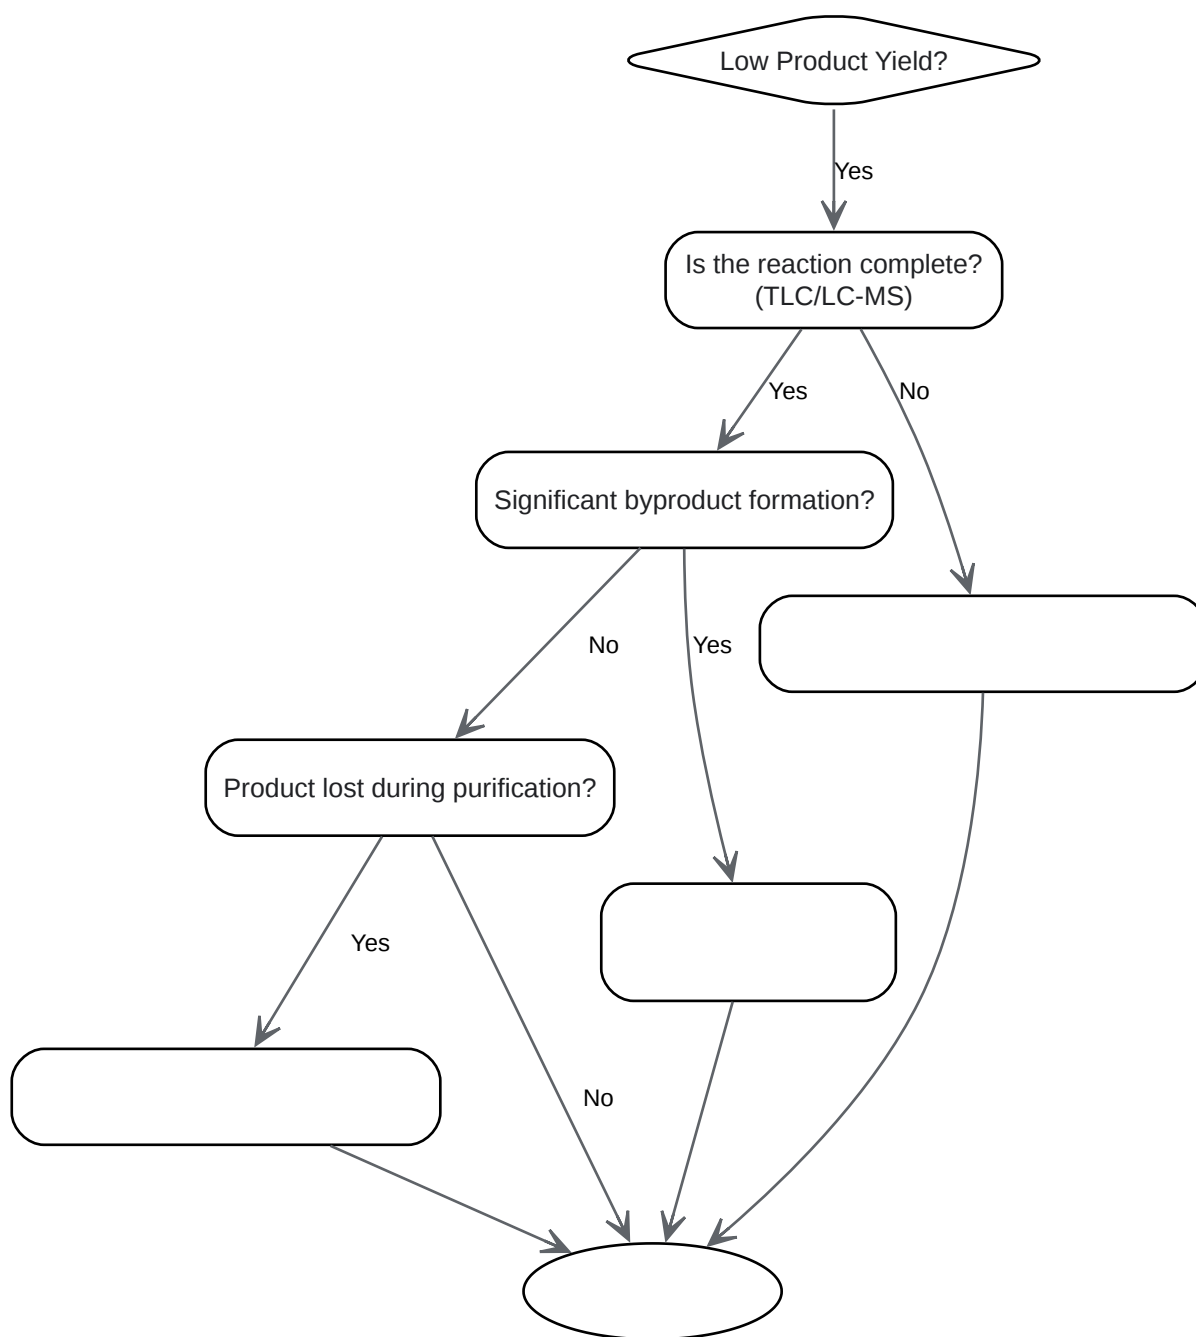 Low Product Yield?
Yes
Is the reaction complete?
(TLC/LC-MS)
Yes
No
Significant byproduct formation?
No
Yes
Product lost during purification?
Yes
No